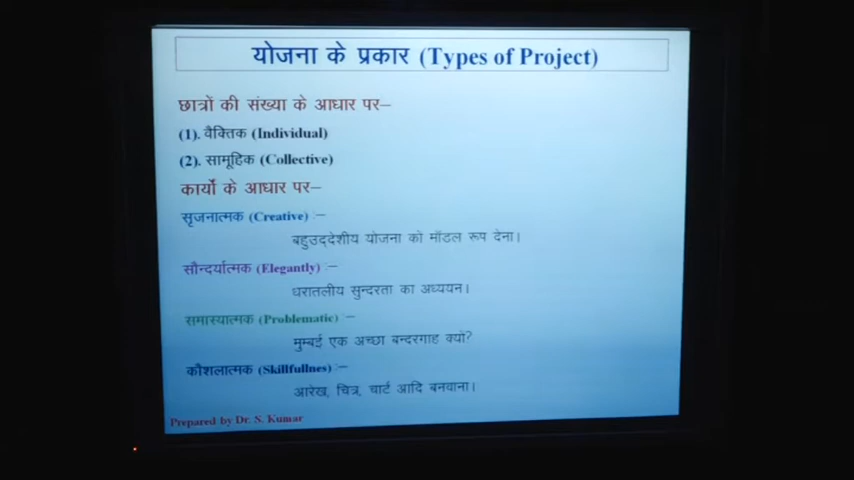 योजना के प्रकार (Types of Project)
छात्रों की संख्या के आधार पर–
(1). वैक्तिक (Individual)
(2). सामूहिक (Collective)
कार्यो के आधार पर–
सृजनात्मक (Creative) :–
बहुउद्देशीय योजना को मॉडल रूप देना।
सौन्दर्यात्मक (Elegantly) :–
धरातलीय सुन्दरता का अध्ययन।
समास्यात्मक (Problematic) :–
मुम्बई एक अच्छा बन्दरगाह क्यों?
कौशलात्मक (Skillfullnes) :–
आरेख, चित्र, चार्ट आदि बनवाना।
Prepared by Dr. S. Kumar